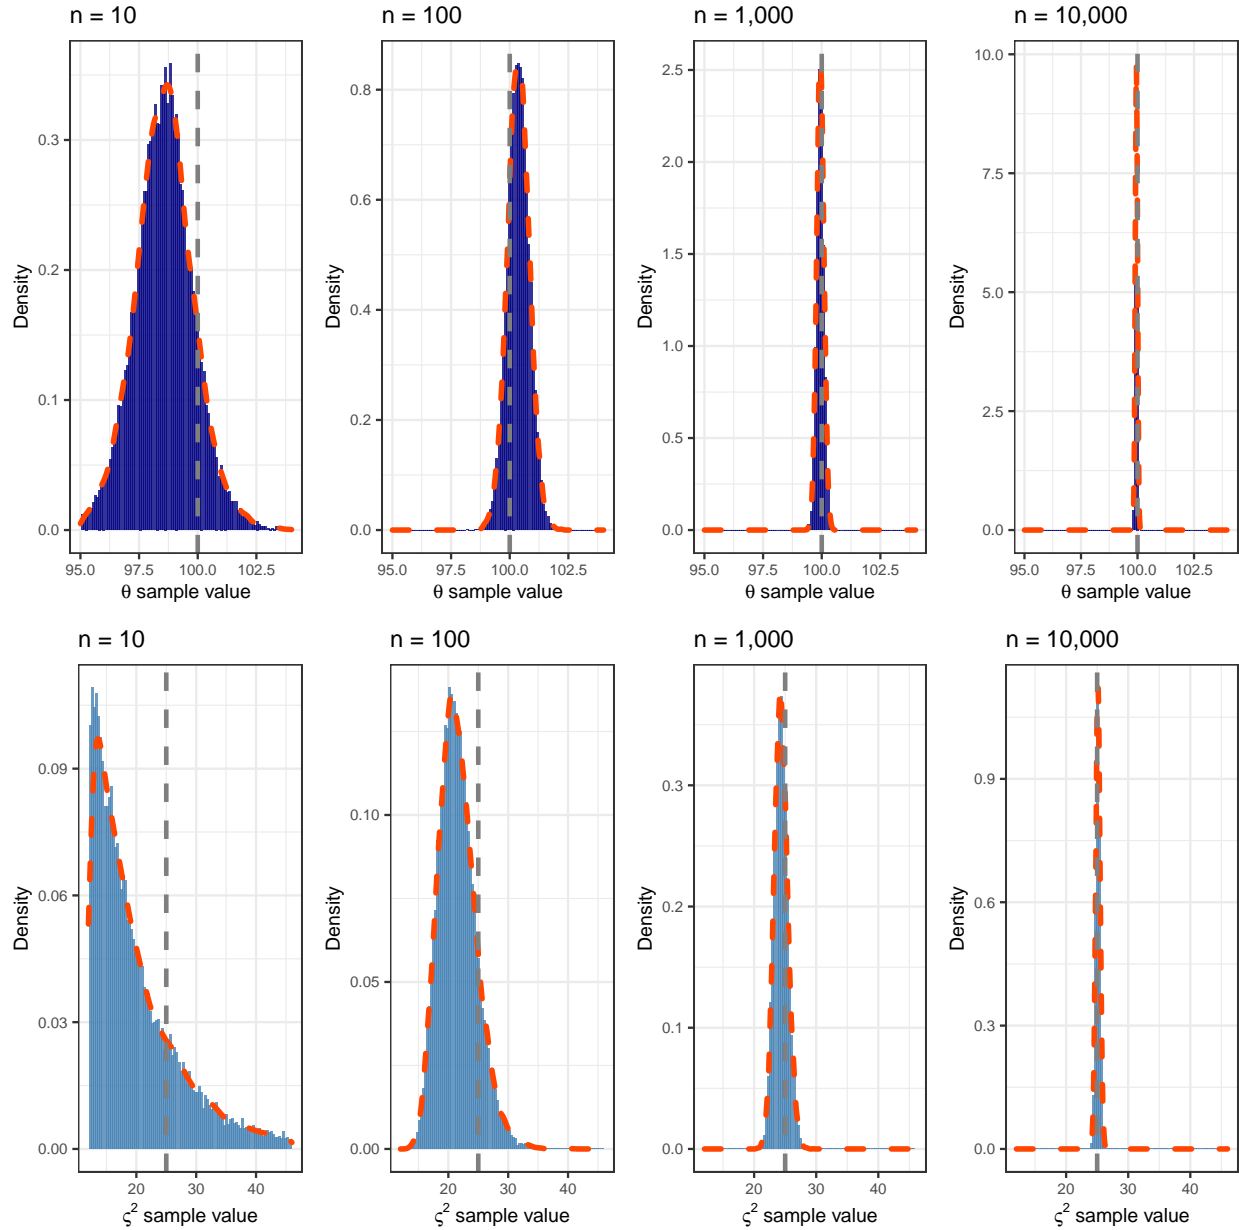 n = 10
n = 100
n = 1,000
n = 10,000
Density
0.3
0.2
0.1
0.0
95.0 97.5 100.0 102.5
θ sample value
Density
0.8
0.6
0.4
0.2
0.0
95.0 97.5 100.0 102.5
θ sample value
Density
2.5
2.0
1.5
1.0
0.5
0.0
95.0 97.5 100.0 102.5
θ sample value
Density
10.0
7.5
5.0
2.5
0.0
95.0 97.5 100.0 102.5
θ sample value
n = 10
n = 100
n = 1,000
n = 10,000
Density
0.09
0.06
0.03
0.00
20 30 40
ς² sample value
Density
0.10
0.05
0.00
20 30 40
ς² sample value
Density
0.3
0.2
0.1
0.0
20 30 40
ς² sample value
Density
0.9
0.6
0.3
0.0
20 30 40
ς² sample value